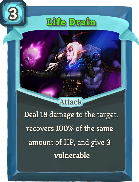 3
Life Drain
Attack
Deal 18 damage to the target.
recovers 100% of the same
amount of HP, and give 3
vulnerable